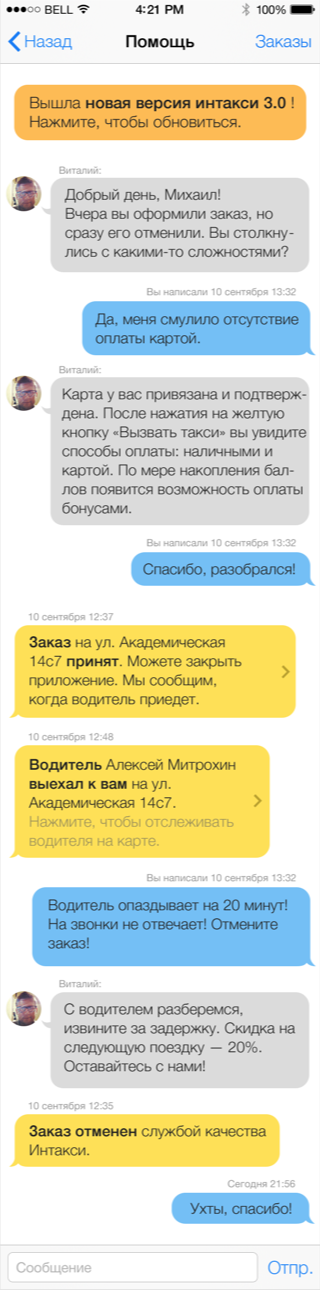 BELL 4:21 PM 100%
Назад Помощь Заказы
Вышла новая версия интакси 3.0 !
Нажмите, чтобы обновиться.
Виталий:
Добрый день, Михаил!
Вчера вы оформили заказ, но
сразу его отменили. Вы столкну-
лись с какими-то сложностями?
Вы написали 10 сентября 13:32
Да, меня смулило отсутствие
оплаты картой.
Виталий:
Карта у вас привязана и подтверж-
дена. После нажатия на желтую
кнопку «Вызвать такси» вы увидите
способы оплаты: наличными и
картой. По мере накопления бал-
лов появится возможность оплаты
бонусами.
Вы написали 10 сентября 13:32
Спасибо, разобрался!
10 сентября 12:37
Заказ на ул. Академическая
14с7 принят. Можете закрыть
приложение. Мы сообщим,
когда водитель приедет.
10 сентября 12:48
Водитель Алексей Митрохин
выехал к вам на ул.
Академическая 14с7.
Нажмите, чтобы отслеживать
водителя на карте.
Вы написали 10 сентября 13:32
Водитель опаздывает на 20 минут!
На звонки не отвечает! Отмените
заказ!
Виталий:
С водителем разберемся,
извините за задержку. Скидка на
следующую поездку — 20%.
Оставайтесь с нами!
10 сентября 12:35
Заказ отменен службой качества
Интакси.
Сегодня 21:56
Ухты, спасибо!
Сообщение Отпр.